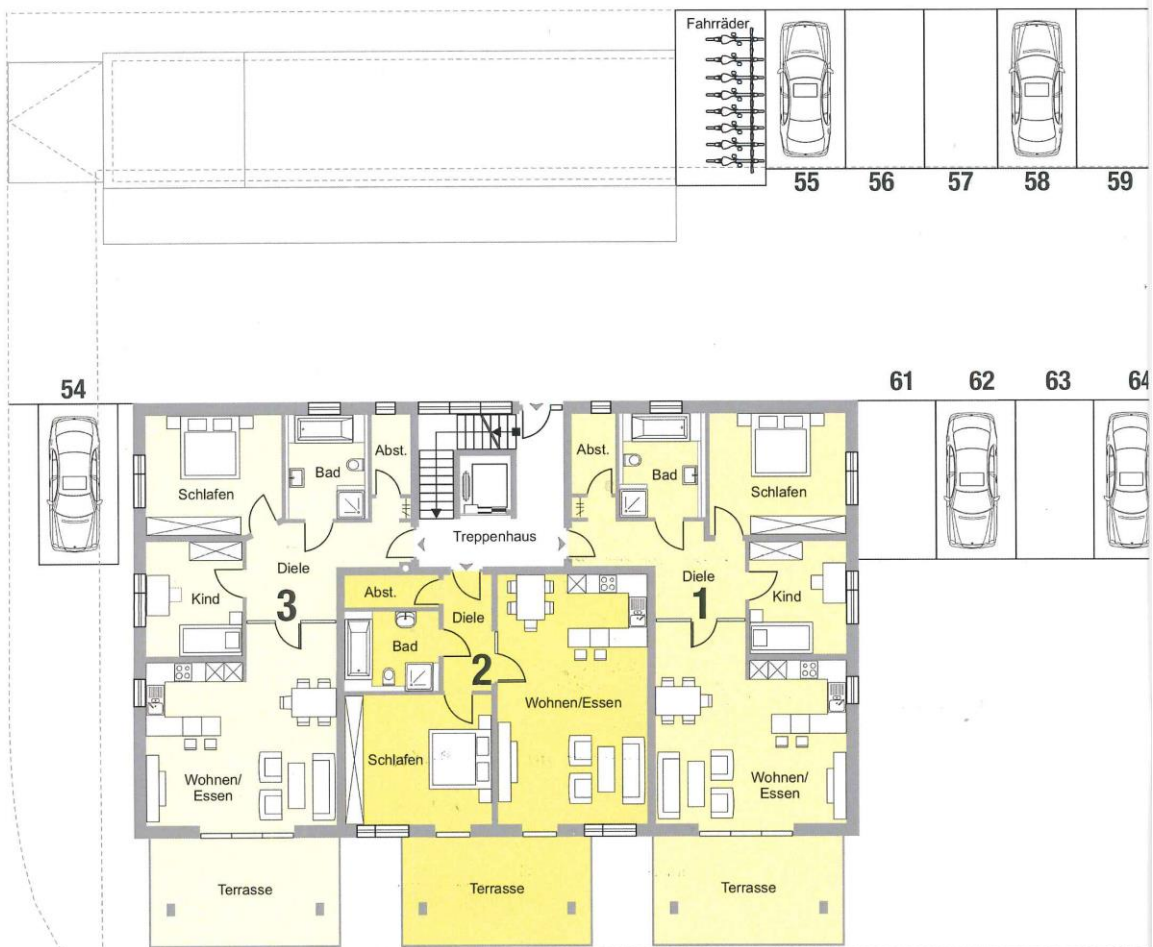 Fahrräder
55
56
57
58
59
54
61
62
63
64
Schlafen
Bad
Abst.
Abst.
Bad
Schlafen
Treppenhaus
Diele
Kind
3
Abst.
Diele
Bad
2
Diele
1
Kind
Wohnen/Essen
Schlafen
Wohnen/
Essen
Wohnen/
Essen
Terrasse
Terrasse
Terrasse